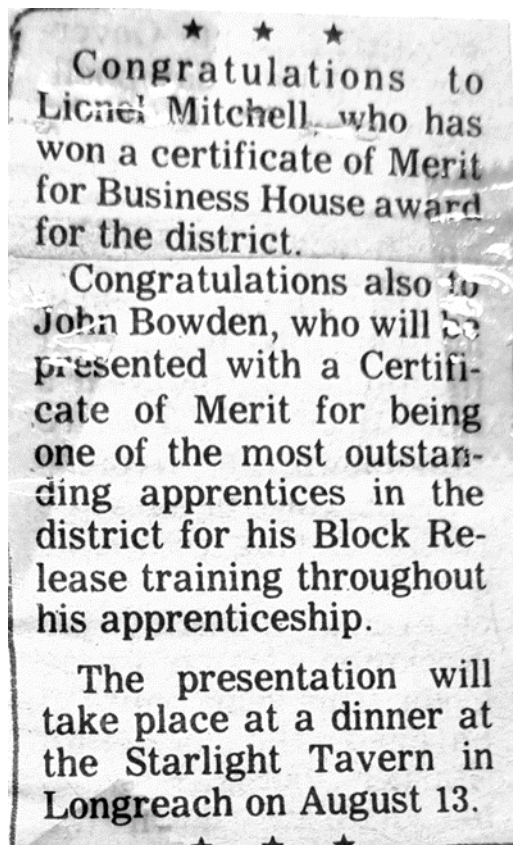 ★ ★ ★
Congratulations to
Lionel Mitchell, who has
won a certificate of Merit
for Business House award
for the district.
Congratulations also to
John Bowden, who will be
presented with a Certifi-
cate of Merit for being
one of the most outstan-
ding apprentices in the
district for his Block Re-
lease training throughout
his apprenticeship.
The presentation will
take place at a dinner at
the Starlight Tavern in
Longreach on August 13.
★ ★ ★